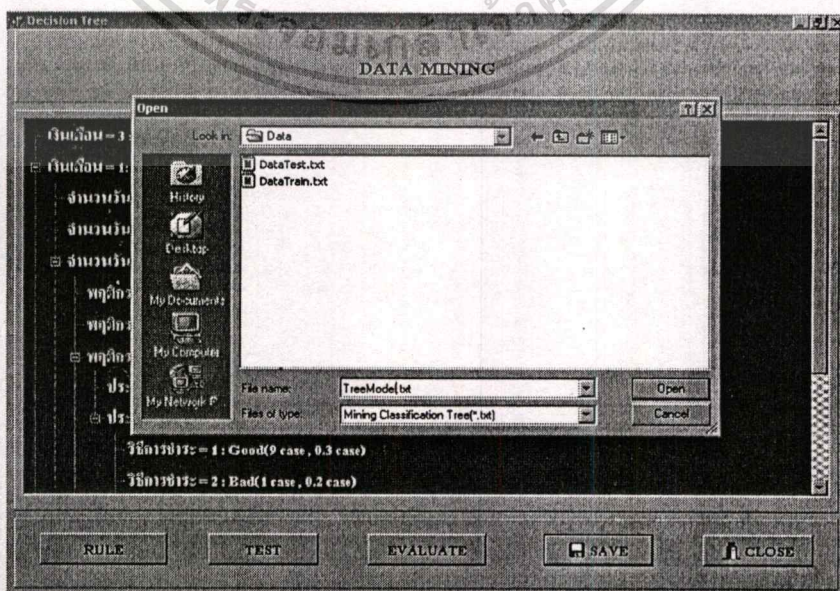 Decision Tree
DATA MINING
Open
Look in: Data
DataTest.txt
DataTrain.txt
History
Desktop
My Documents
My Computer
My Network P
File name: TreeModel.txt
Files of type: Mining Classification Tree(*.txt)
Open
Cancel
เงินเดือน = 3 :
เงินเดือน = 1:
จำนวนวัน
จำนวนวัน
จำนวนวัน
พฤติกร
พฤติกร
พฤติกร
ประ
ประ
วิธีการชำระ = 1 : Good(9 case , 0.3 case)
วิธีการชำระ = 2 : Bad(1 case , 0.2 case)
RULE
TEST
EVALUATE
SAVE
CLOSE